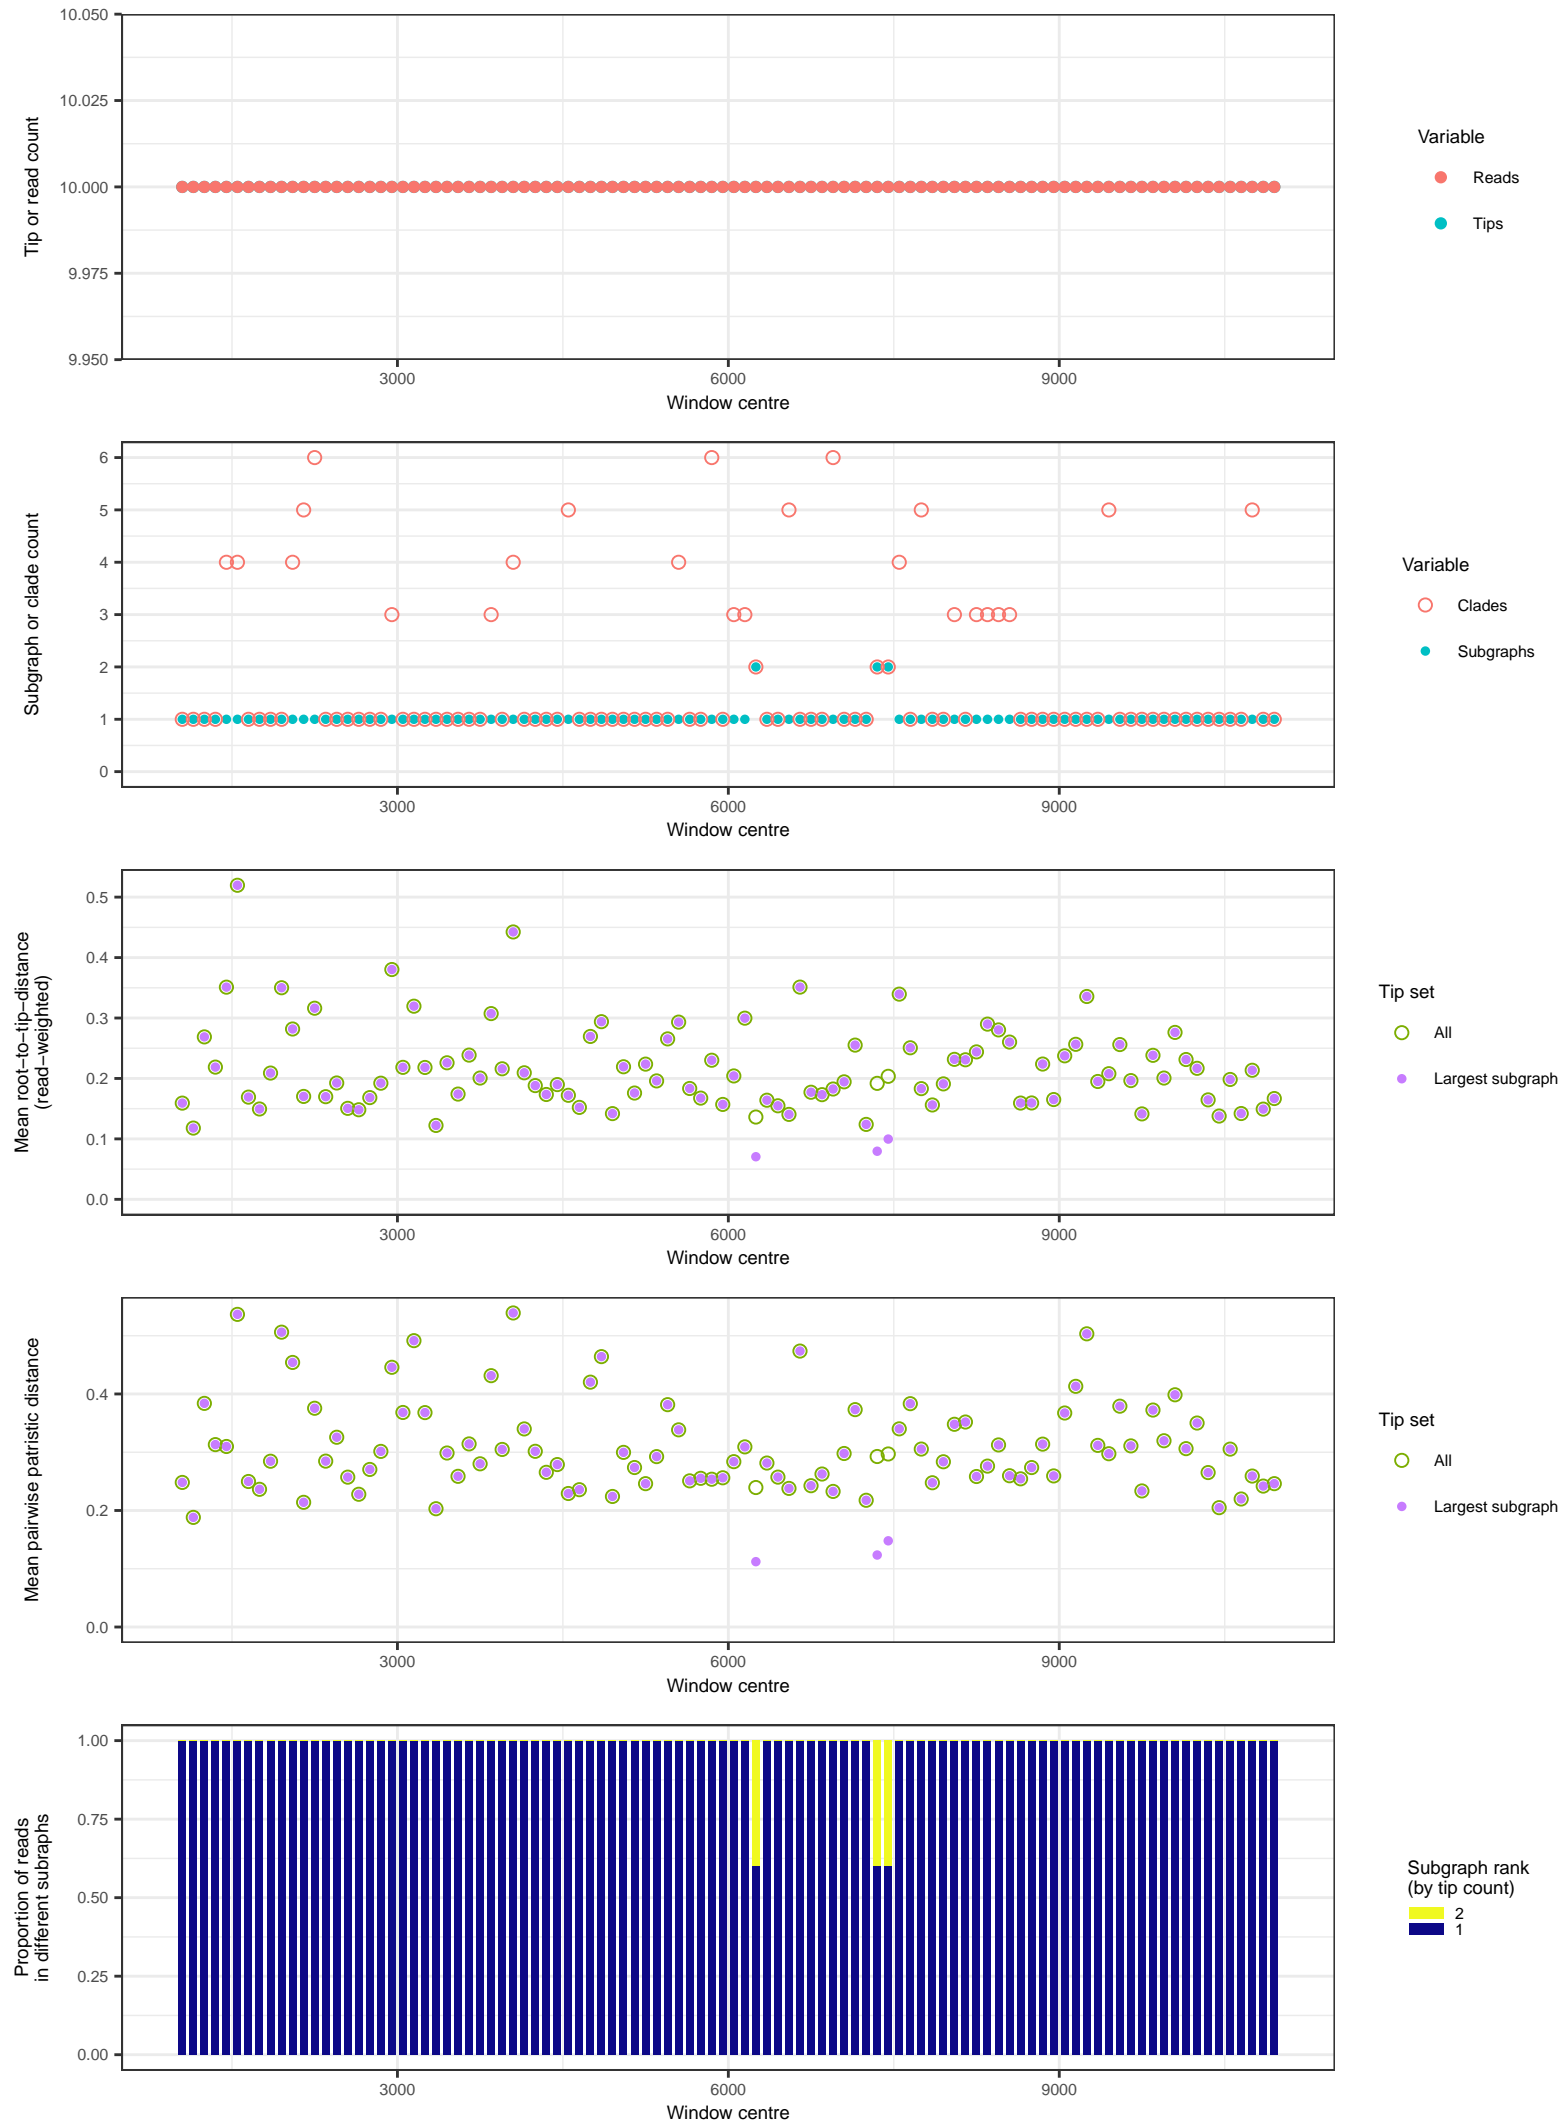 10.050
10.025
10.000
9.975
9.950
Tip or read count
3000
6000
9000
Window centre
Variable
Reads
Tips
6
5
4
3
2
1
0
Subgraph or clade count
3000
6000
9000
Window centre
Variable
Clades
Subgraphs
0.5
0.4
0.3
0.2
0.1
0.0
Mean root−to−tip−distance
(read−weighted)
3000
6000
9000
Window centre
Tip set
All
Largest subgraph
0.4
0.2
0.0
Mean pairwise patristic distance
3000
6000
9000
Window centre
Tip set
All
Largest subgraph
1.00
0.75
0.50
0.25
0.00
Proportion of reads
in different subraphs
3000
6000
9000
Window centre
Subgraph rank
(by tip count)
2
1